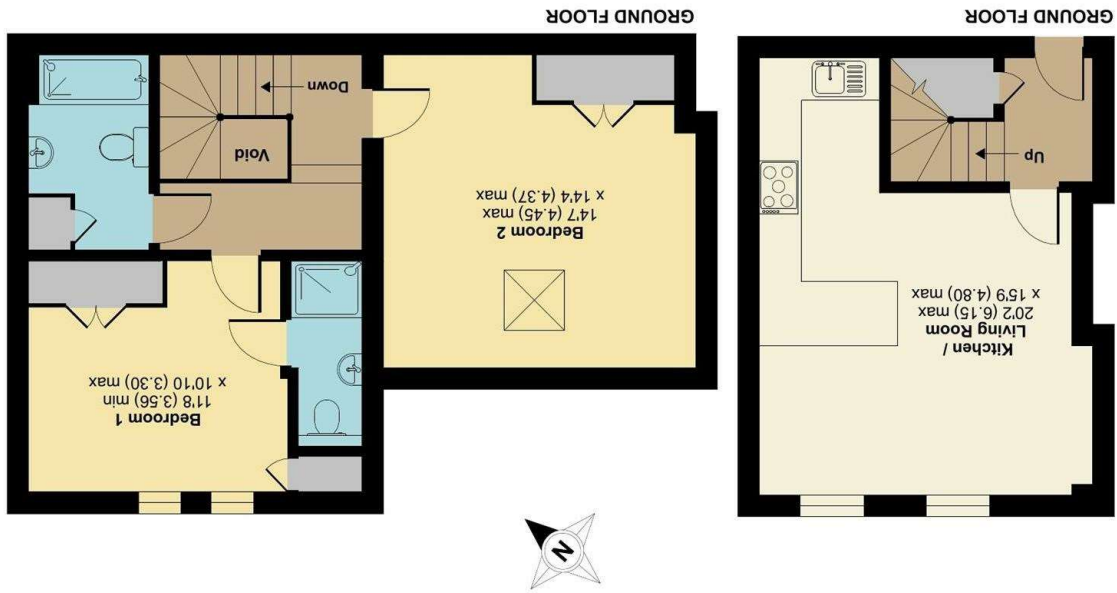 N
Kitchen /
Living Room
20'2 (6.15) max
x 15'9 (4.80) max
Up
GROUND FLOOR
Bedroom 2
14'7 (4.45) max
x 14'4 (4.37) max
Bedroom 1
11'8 (3.56) min
x 10'10 (3.30) max
Void
Down
GROUND FLOOR